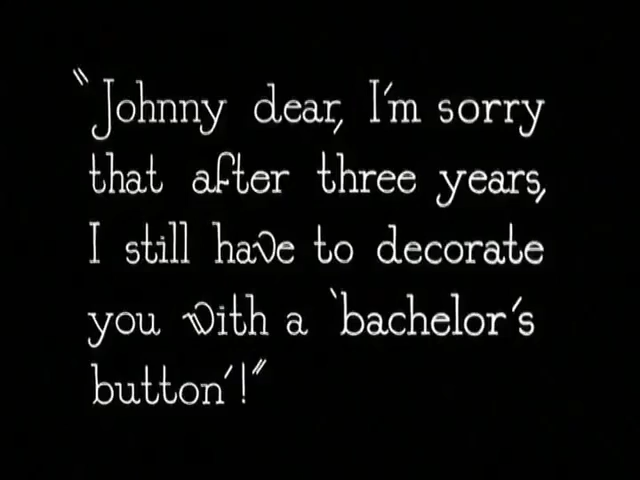 "Johnny dear, I'm sorry
that after three years,
I still have to decorate
you with a 'bachelor's
button'!"